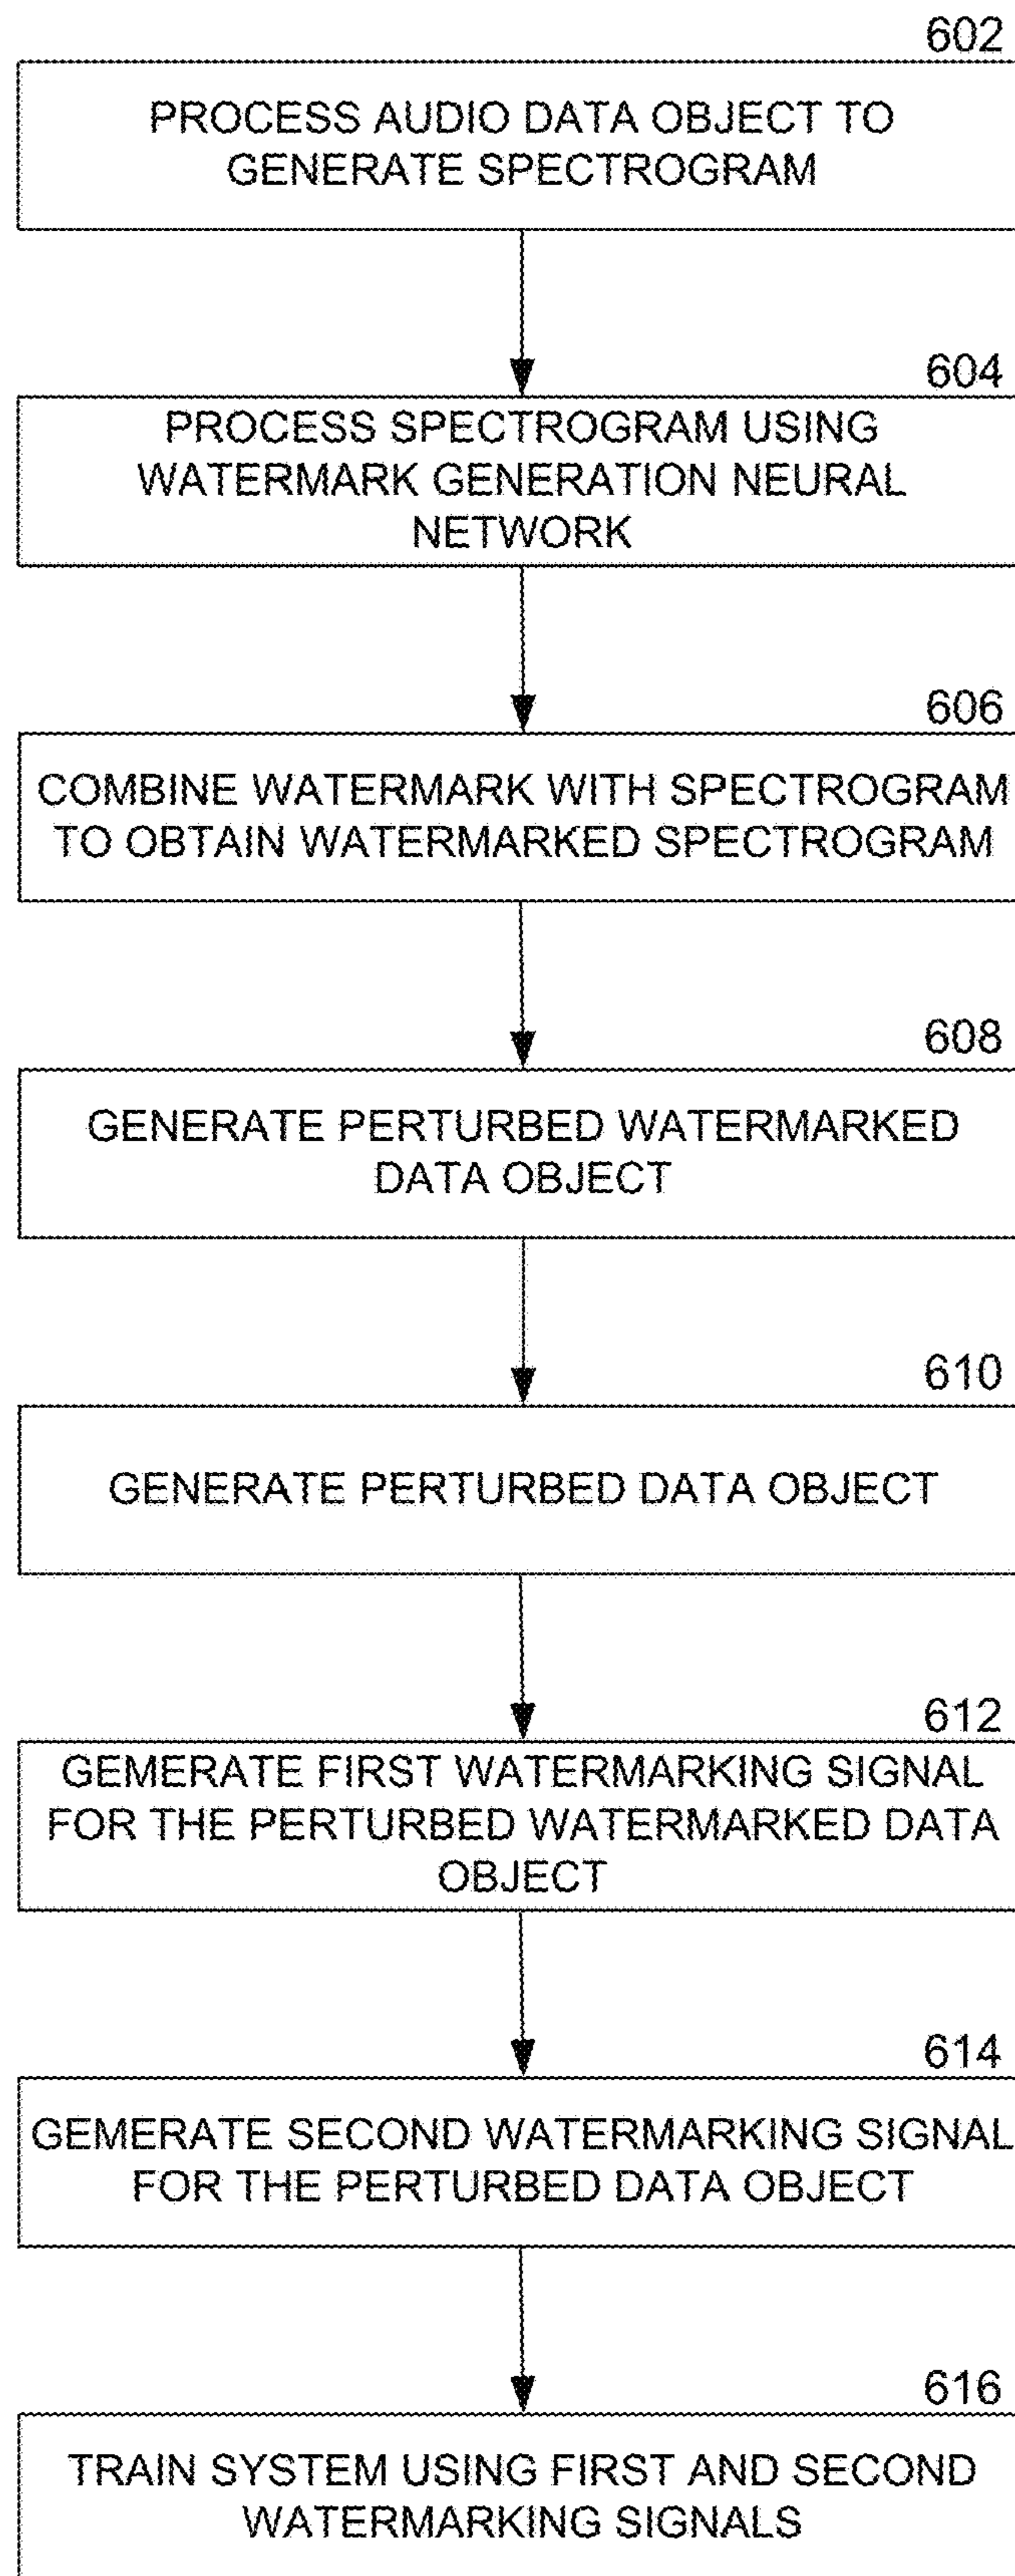 602
PROCESS AUDIO DATA OBJECT TO
GENERATE SPECTROGRAM
604
PROCESS SPECTROGRAM USING
WATERMARK GENERATION NEURAL
NETWORK
606
COMBINE WATERMARK WITH SPECTROGRAM
TO OBTAIN WATERMARKED SPECTROGRAM
608
GENERATE PERTURBED WATERMARKED
DATA OBJECT
610
GENERATE PERTURBED DATA OBJECT
612
GEMERATE FIRST WATERMARKING SIGNAL
FOR THE PERTURBED WATERMARKED DATA
OBJECT
614
GEMERATE SECOND WATERMARKING SIGNAL
FOR THE PERTURBED DATA OBJECT
616
TRAIN SYSTEM USING FIRST AND SECOND
WATERMARKING SIGNALS